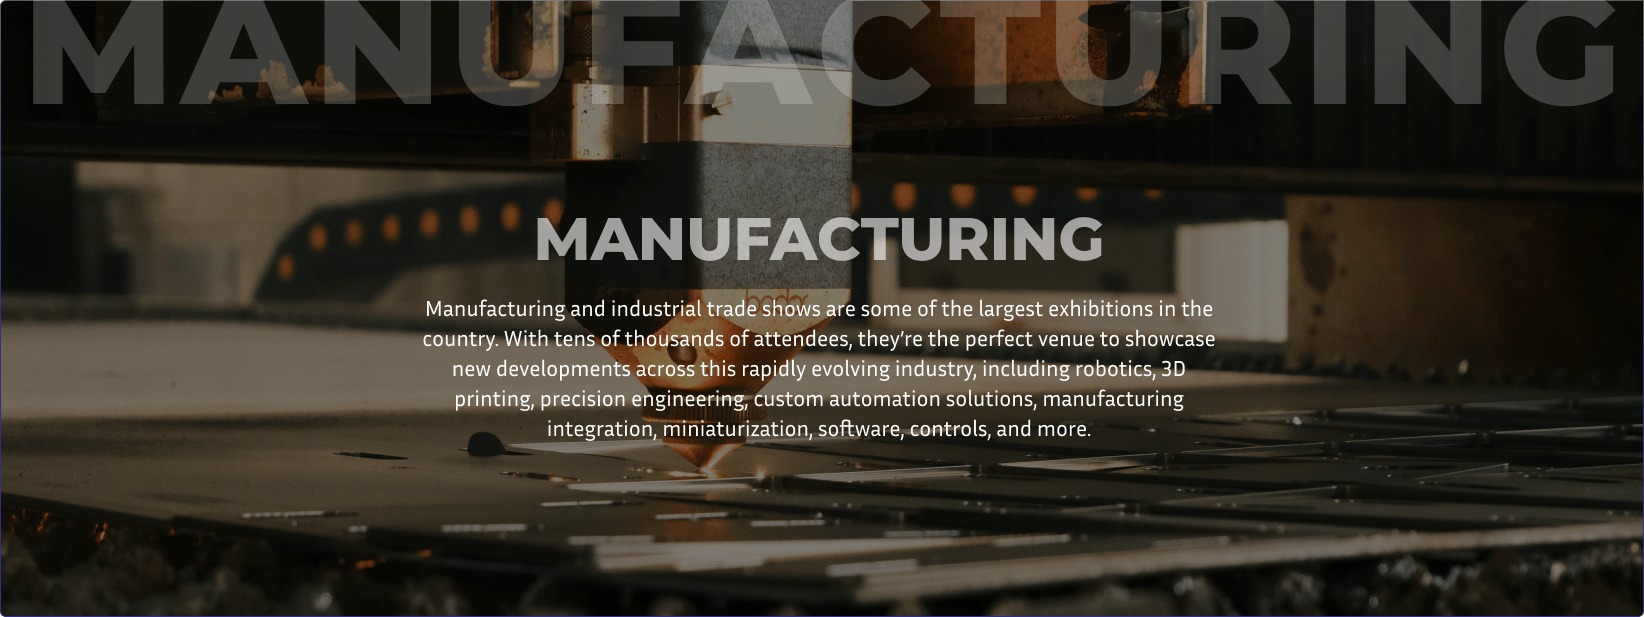 MANUFACTURING
MANUFACTURING
Manufacturing and industrial trade shows are some of the largest exhibitions in the
country. With tens of thousands of attendees, they’re the perfect venue to showcase
new developments across this rapidly evolving industry, including robotics, 3D
printing, precision engineering, custom automation solutions, manufacturing
integration, miniaturization, software, controls, and more.